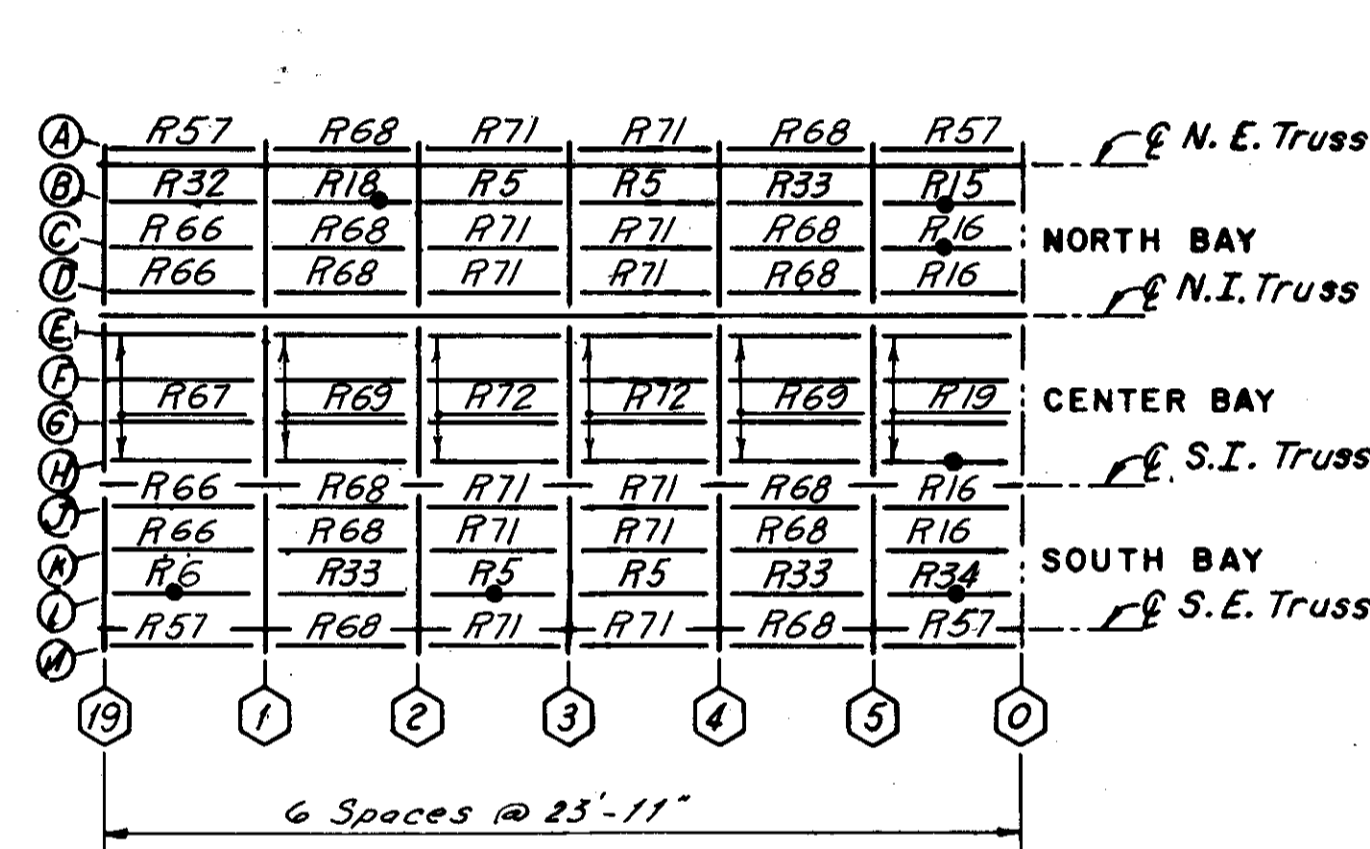 A R57 R68 R71 R71 R68 R57 ℄ N. E. Truss
B R32 R18 R5 R5 R33 R15
C R66 R68 R71 R71 R68 R16 NORTH BAY
D R66 R68 R71 R71 R68 R16 ℄ N.I. Truss
E
F R67 R69 R72 R72 R69 R19 CENTER BAY
G
H ℄ S.I. Truss
J R66 R68 R71 R71 R68 R16
K R66 R68 R71 R71 R68 R16 SOUTH BAY
L R6 R33 R5 R5 R33 R34
M R57 R68 R71 R71 R68 R57 ℄ S.E. Truss
19 1 2 3 4 5 0
6 Spaces @ 23'-11"